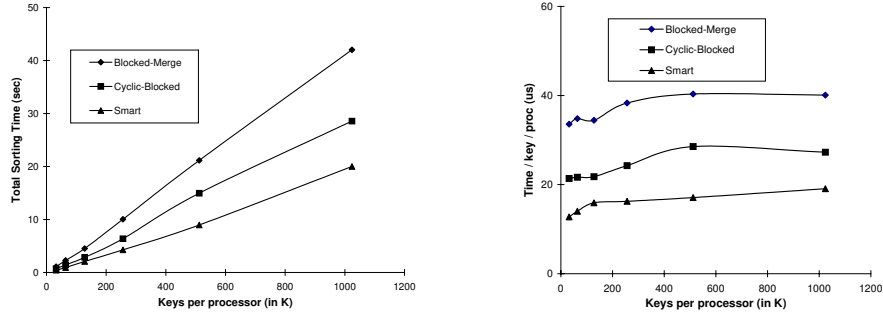 50
40
30
20
10
0
Total Sorting Time (sec)
Blocked-Merge
Cyclic-Blocked
Smart
0 200 400 600 800 1000 1200
Keys per processor (in K)
60
40
20
0
Time / key / proc (us)
Blocked-Merge
Cyclic-Blocked
Smart
0 200 400 600 800 1000 1200
Keys per processor (in K)